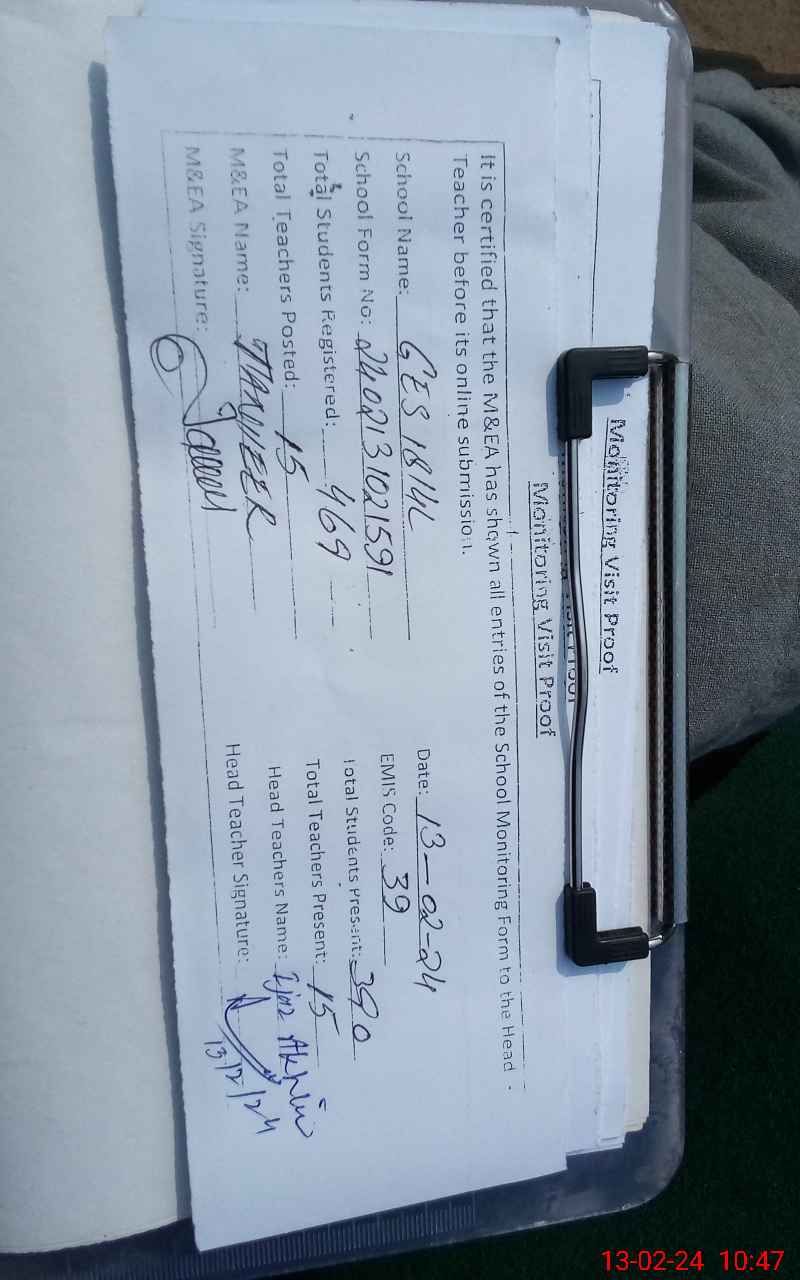 Monitoring Visit Proof
Monitoring Visit Proof
It is certified that the M&EA has shown all entries of the School Monitoring Form to the Head
Teacher before its online submission.
School Name: GES 18/4L Date: 13-02-24
School Form No: 2402131021591 EMIS Code: 39
Total Students Registered: 469 Total Students Present: 390
Total Teachers Posted: 15 Total Teachers Present: 15
M&EA Name: TANVEER Head Teachers Name: Ijaz Akhtar
M&EA Signature: Head Teacher Signature:
13/2/24
13-02-24 10:47